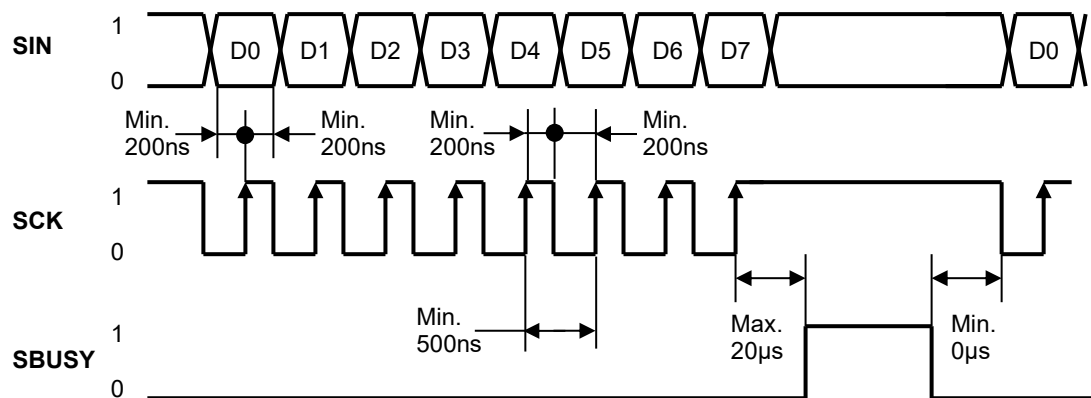 1
SIN
D0 D1 D2 D3 D4 D5 D6 D7 D0
0
Min. Min. Min. Min.
200ns 200ns 200ns 200ns
1
SCK
0
Min.
500ns
Max. Min.
20µs 0µs
1
SBUSY
0